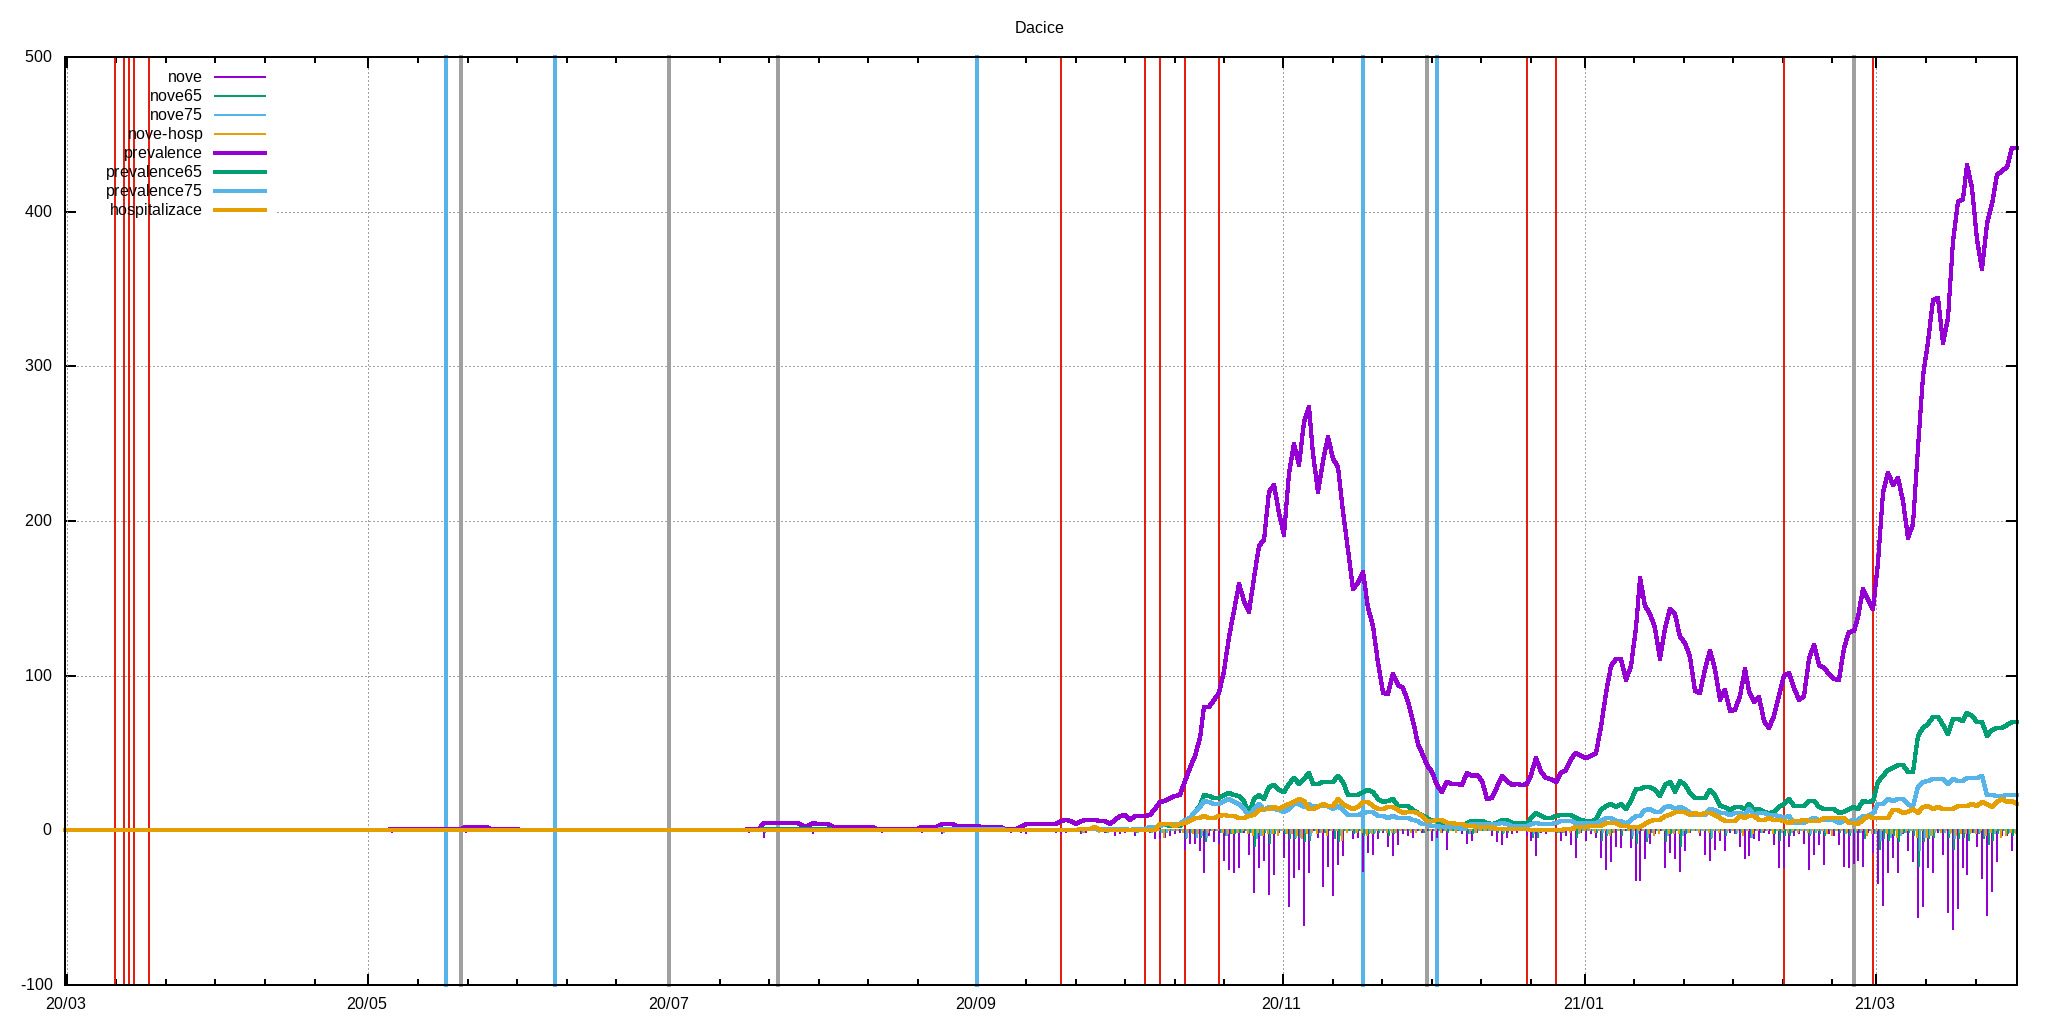 Dacice
500
400
300
200
100
0
-100
nove
nove65
nove75
nove-hosp
prevalence
prevalence65
prevalence75
hospitalizace
20/03 20/05 20/07 20/09 20/11 21/01 21/03